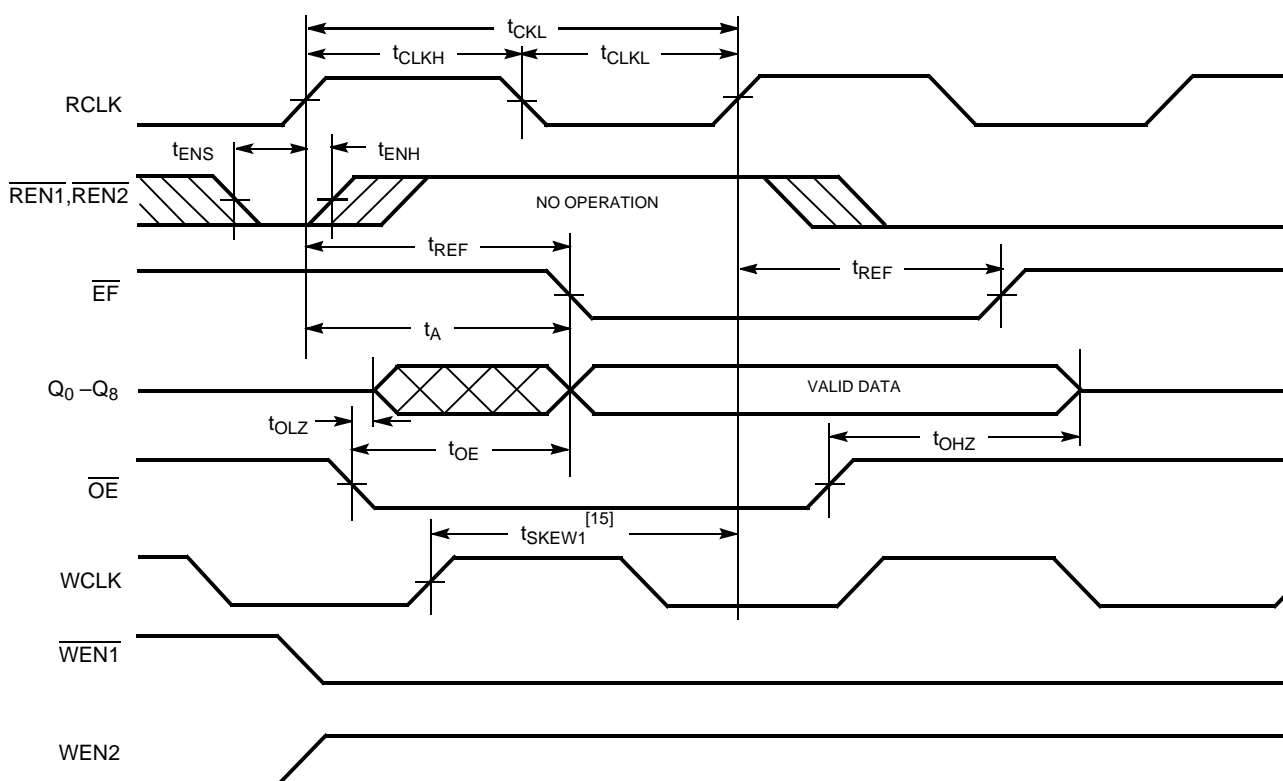 tCKL
tCLKH
tCLKL
RCLK
tENS
tENH
REN1,REN2
NO OPERATION
tREF
tREF
EF
tA
Q0 –Q8
VALID DATA
tOLZ
tOE
tOHZ
OE
tSKEW1[15]
WCLK
WEN1
WEN2